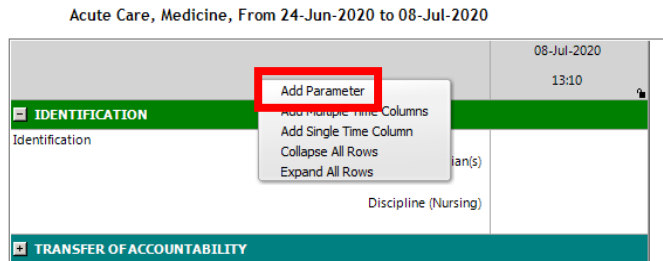 Acute Care, Medicine, From 24-Jun-2020 to 08-Jul-2020
08-Jul-2020
13:10
Add Parameter
Add Multiple Time Columns
Add Single Time Column
Collapse All Rows
Expand All Rows
IDENTIFICATION
Identification
ian(s)
Discipline (Nursing)
TRANSFER OF ACCOUNTABILITY